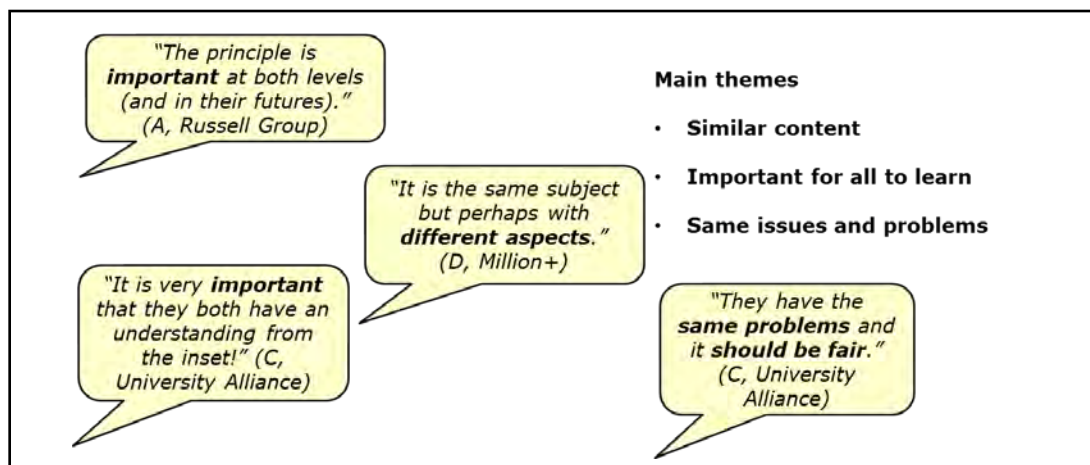 “The principle is
important at both levels
(and in their futures).”
(A, Russell Group)
Main themes
• Similar content
• Important for all to learn
• Same issues and problems
“It is the same subject
but perhaps with
different aspects.”
(D, Million+)
“It is very important
that they both have an
understanding from
the inset!” (C,
University Alliance)
“They have the
same problems and
it should be fair.”
(C, University
Alliance)